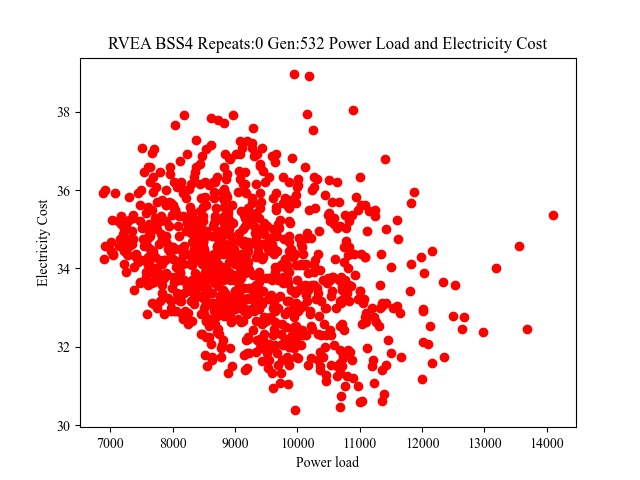 RVEA BSS4 Repeats:0 Gen:532 Power Load and Electricity Cost
38
36
34
32
30
Electricity Cost
7000 8000 9000 10000 11000 12000 13000 14000
Power load